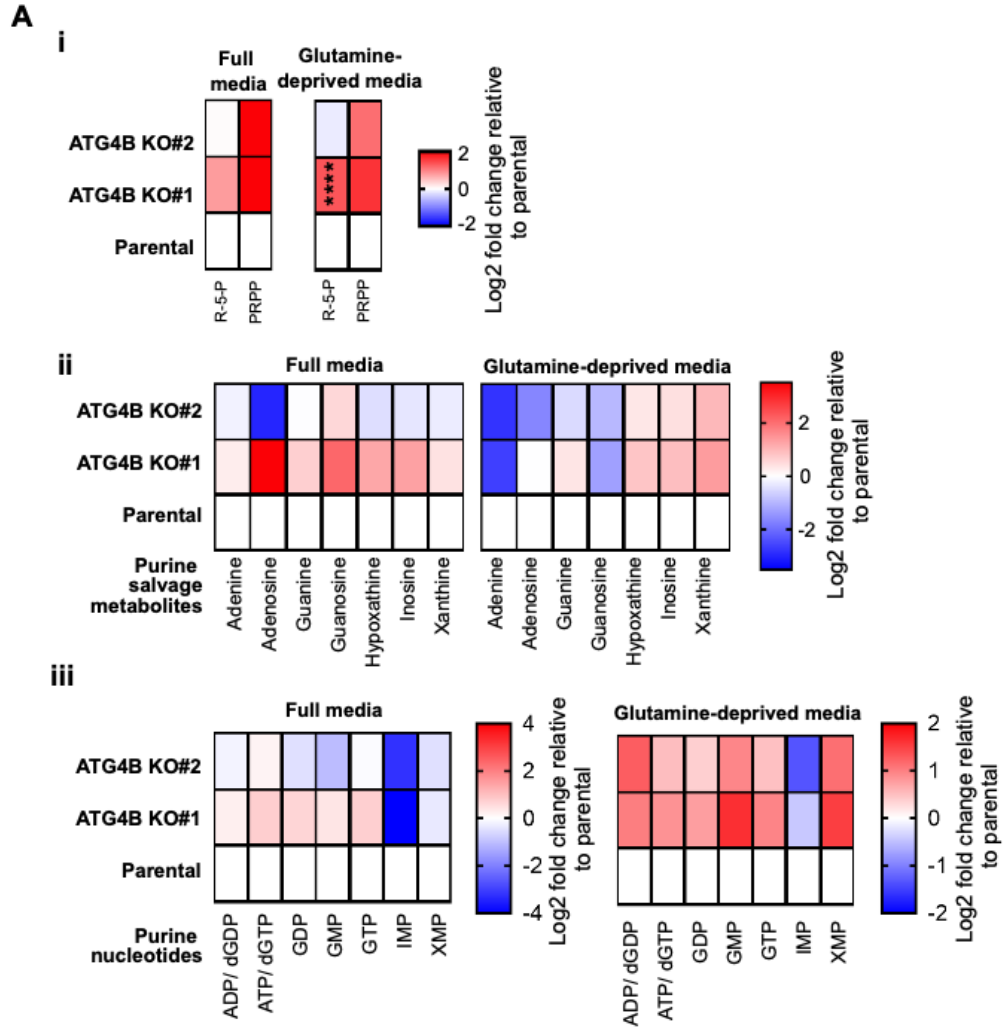 A
i
Full
media
Glutamine-
deprived media
ATG4B KO#2
ATG4B KO#1
Parental
****
R-5-P
PRPP
R-5-P
PRPP
2
0
-2
Log2 fold change relative
to parental
ii
Full media
Glutamine-deprived media
ATG4B KO#2
ATG4B KO#1
Parental
Purine
salvage
metabolites
Adenine
Adenosine
Guanine
Guanosine
Hypoxathine
Inosine
Xanthine
Adenine
Adenosine
Guanine
Guanosine
Hypoxathine
Inosine
Xanthine
2
0
-2
Log2 fold change relative
to parental
iii
Full media
Glutamine-deprived media
ATG4B KO#2
ATG4B KO#1
Parental
Purine
nucleotides
ADP/ dGDP
ATP/ dGTP
GDP
GMP
GTP
IMP
XMP
4
2
0
-2
-4
Log2 fold change relative
to parental
ADP/ dGDP
ATP/ dGTP
GDP
GMP
GTP
IMP
XMP
2
1
0
-1
-2
Log2 fold change relative
to parental